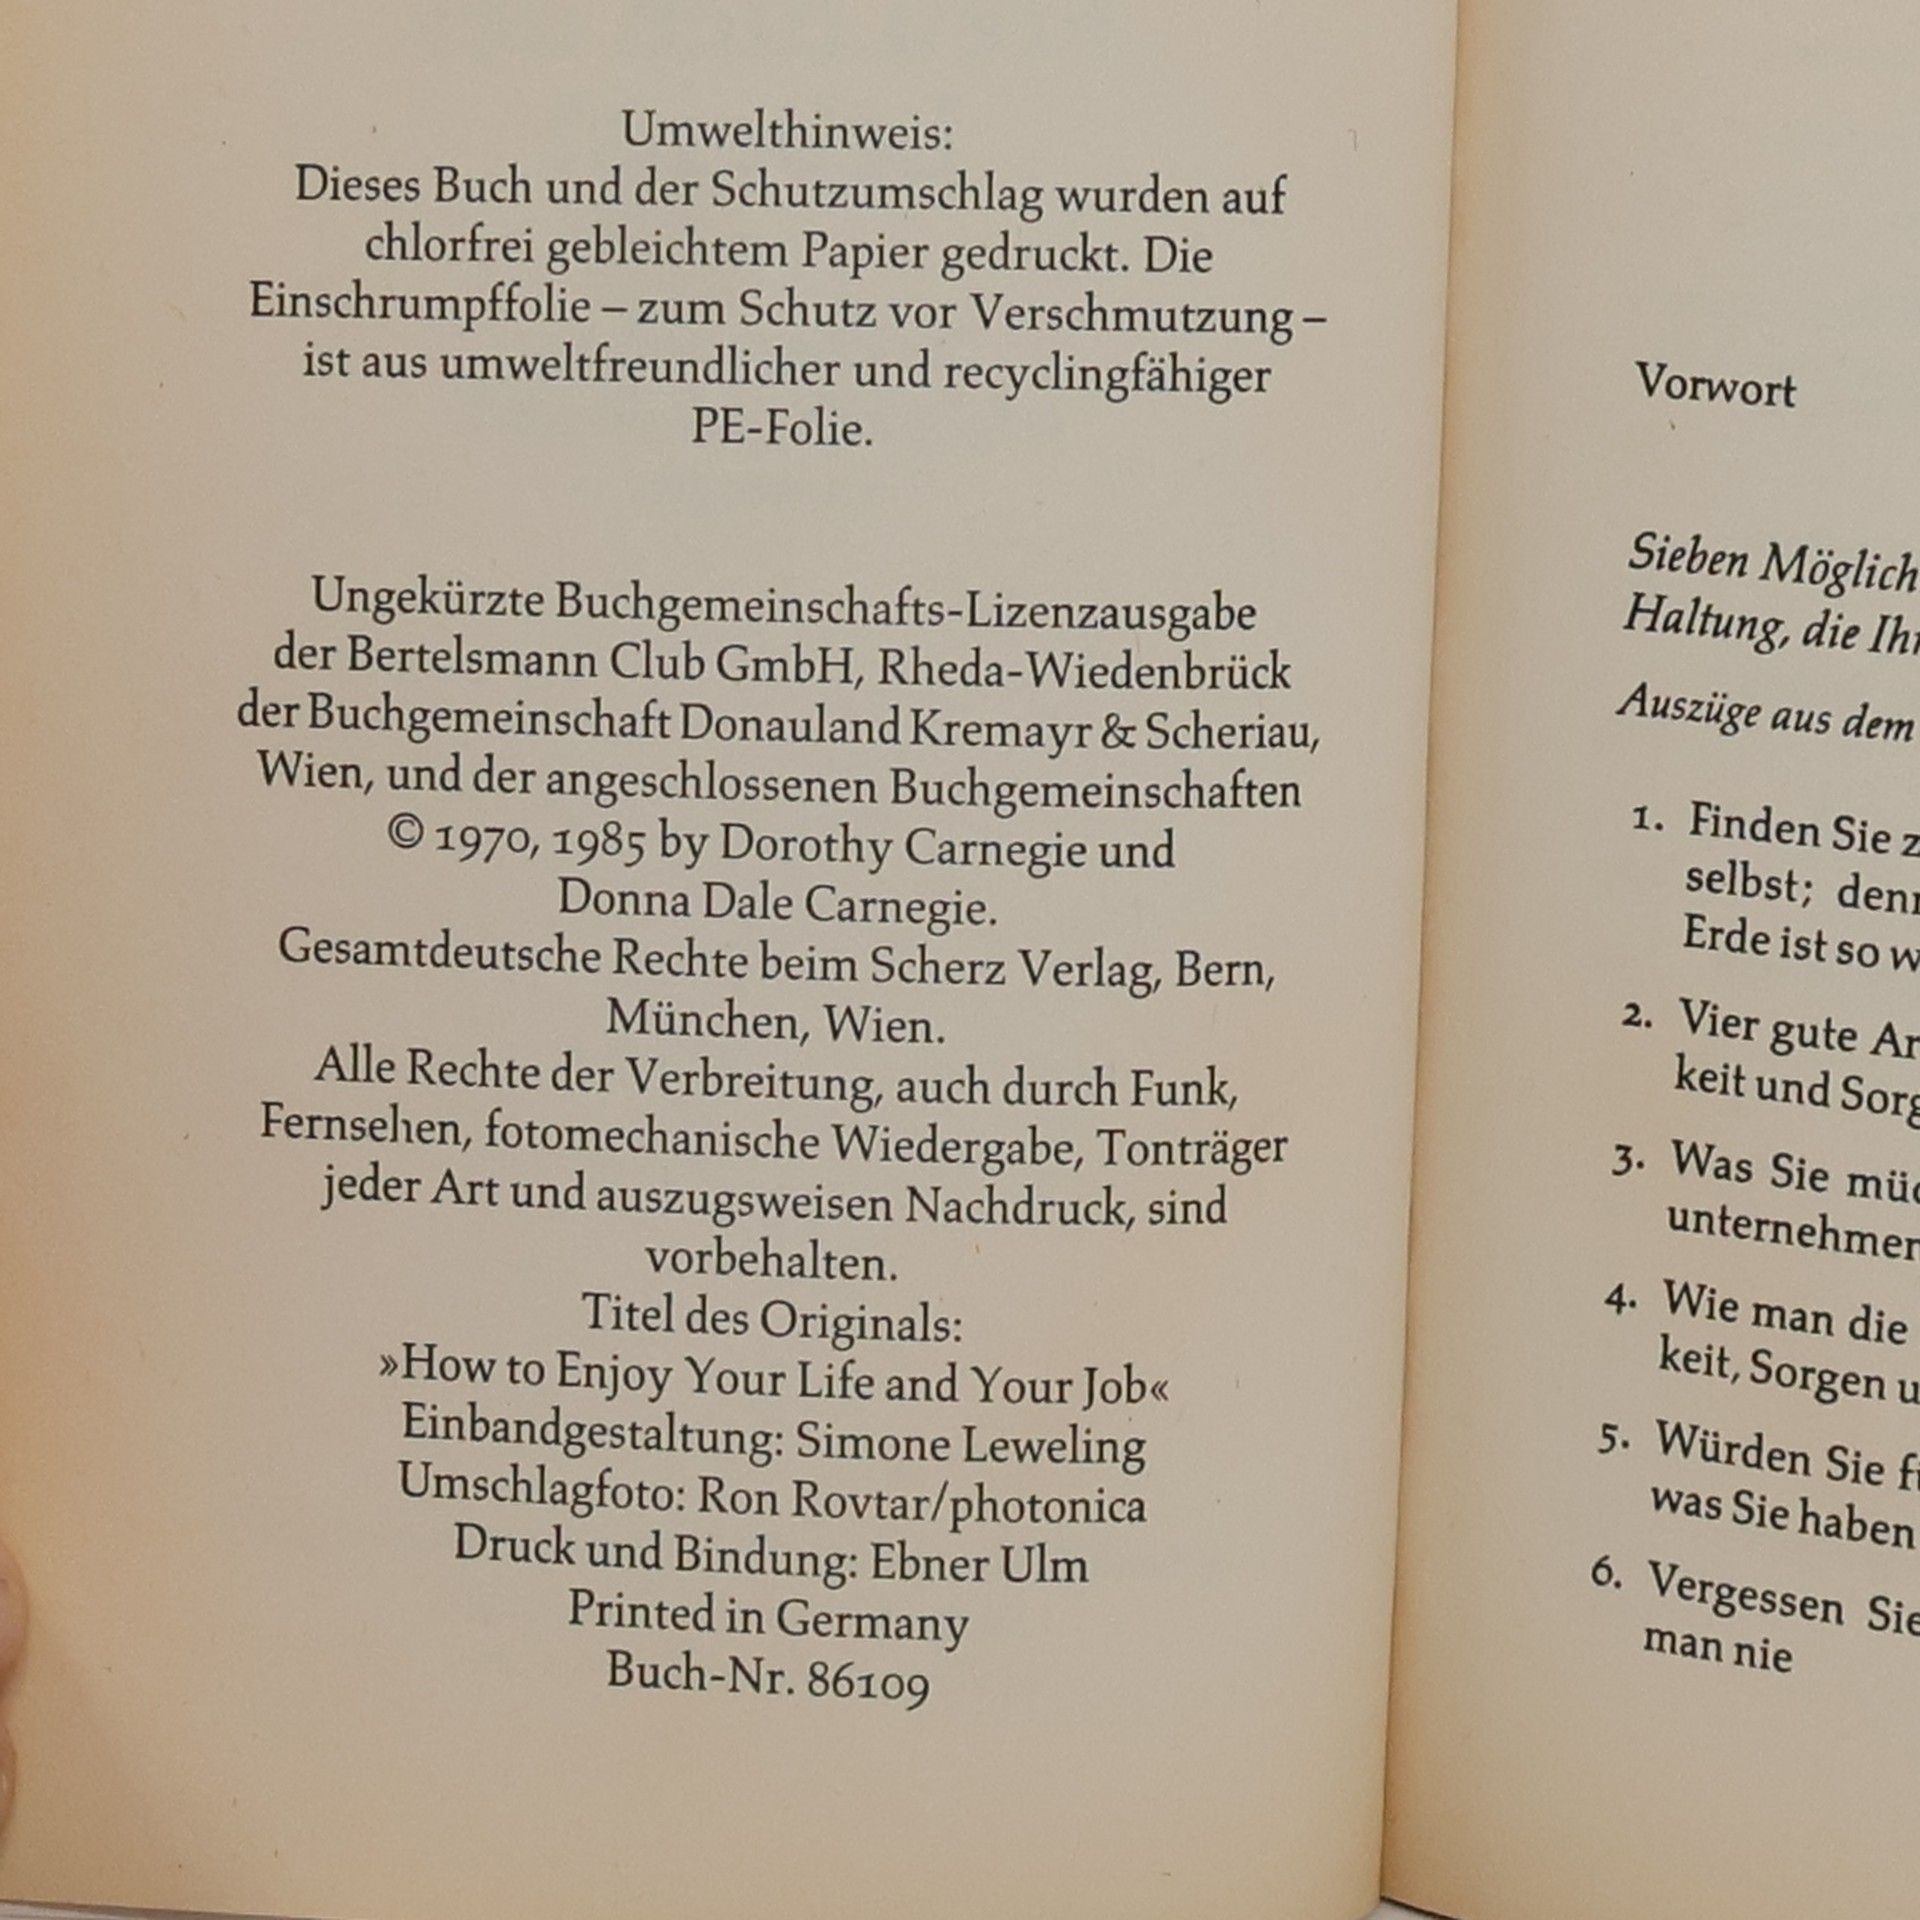 Umwelthinweis:
Dieses Buch und der Schutzumschlag wurden auf
chlorfrei gebleichtem Papier gedruckt. Die
Einschrumpffolie – zum Schutz vor Verschmutzung –
ist aus umweltfreundlicher und recyclingfähiger
PE-Folie.
Ungekürzte Buchgemeinschafts-Lizenzausgabe
der Bertelsmann Club GmbH, Rheda-Wiedenbrück
der Buchgemeinschaft Donauland Kremayr & Scheriau,
Wien, und der angeschlossenen Buchgemeinschaften
© 1970, 1985 by Dorothy Carnegie und
Donna Dale Carnegie.
Gesamtdeutsche Rechte beim Scherz Verlag, Bern,
München, Wien.
Alle Rechte der Verbreitung, auch durch Funk,
Fernsehen, fotomechanische Wiedergabe, Tonträger
jeder Art und auszugsweisen Nachdruck, sind
vorbehalten.
Titel des Originals:
»How to Enjoy Your Life and Your Job«
Einbandgestaltung: Simone Leweling
Umschlagfoto: Ron Rovtar/photonica
Druck und Bindung: Ebner Ulm
Printed in Germany
Buch-Nr. 86109
Vorwort
Sieben
Haltung, die
Auszüge aus dem
1. Finden Sie
selbst;
Erde ist so
2. Vier gute
keit und
3. Was Sie
4. Wie man die
keit, Sorgen
5. Würden Sie
was Sie haben
6. Vergessen Sie
man nie